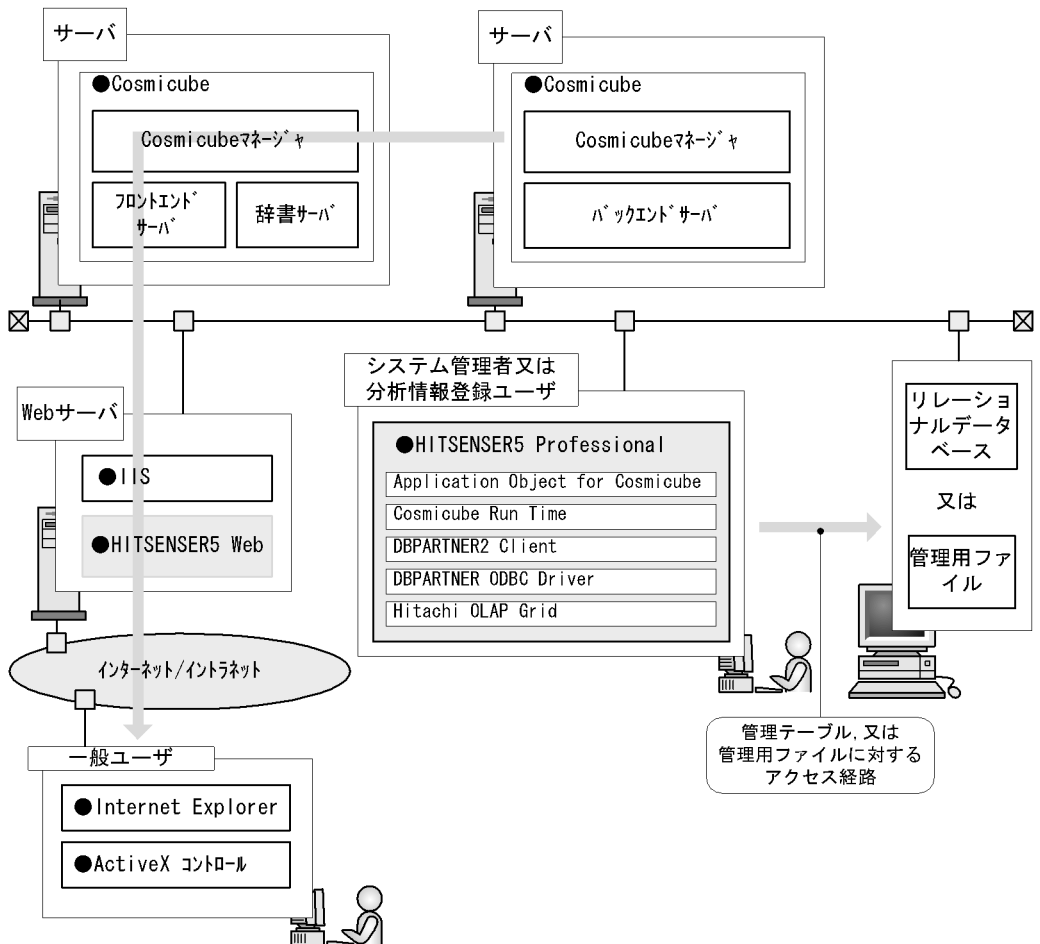 サーバ
●Cosmicube
Cosmicubeﾏﾈｰｼﾞｬ
ﾌﾛﾝﾄｴﾝﾄﾞ
ｻｰﾊﾞ
辞書ｻｰﾊﾞ
サーバ
●Cosmicube
Cosmicubeﾏﾈｰｼﾞｬ
ﾊﾞｯｸｴﾝﾄﾞｻｰﾊﾞ
Webサーバ
●IIS
●HITSENSER5 Web
ｲﾝﾀｰﾈｯﾄ/ｲﾝﾄﾗﾈｯﾄ
一般ユーザ
●Internet Explorer
●ActiveX ｺﾝﾄﾛｰﾙ
システム管理者又は
分析情報登録ユーザ
●HITSENSER5 Professional
Application Object for Cosmicube
Cosmicube Run Time
DBPARTNER2 Client
DBPARTNER ODBC Driver
Hitachi OLAP Grid
リレーショ
ナルデータ
ベース
又は
管理用ファ
イル
管理テーブル,又は
管理用ファイルに対する
アクセス経路